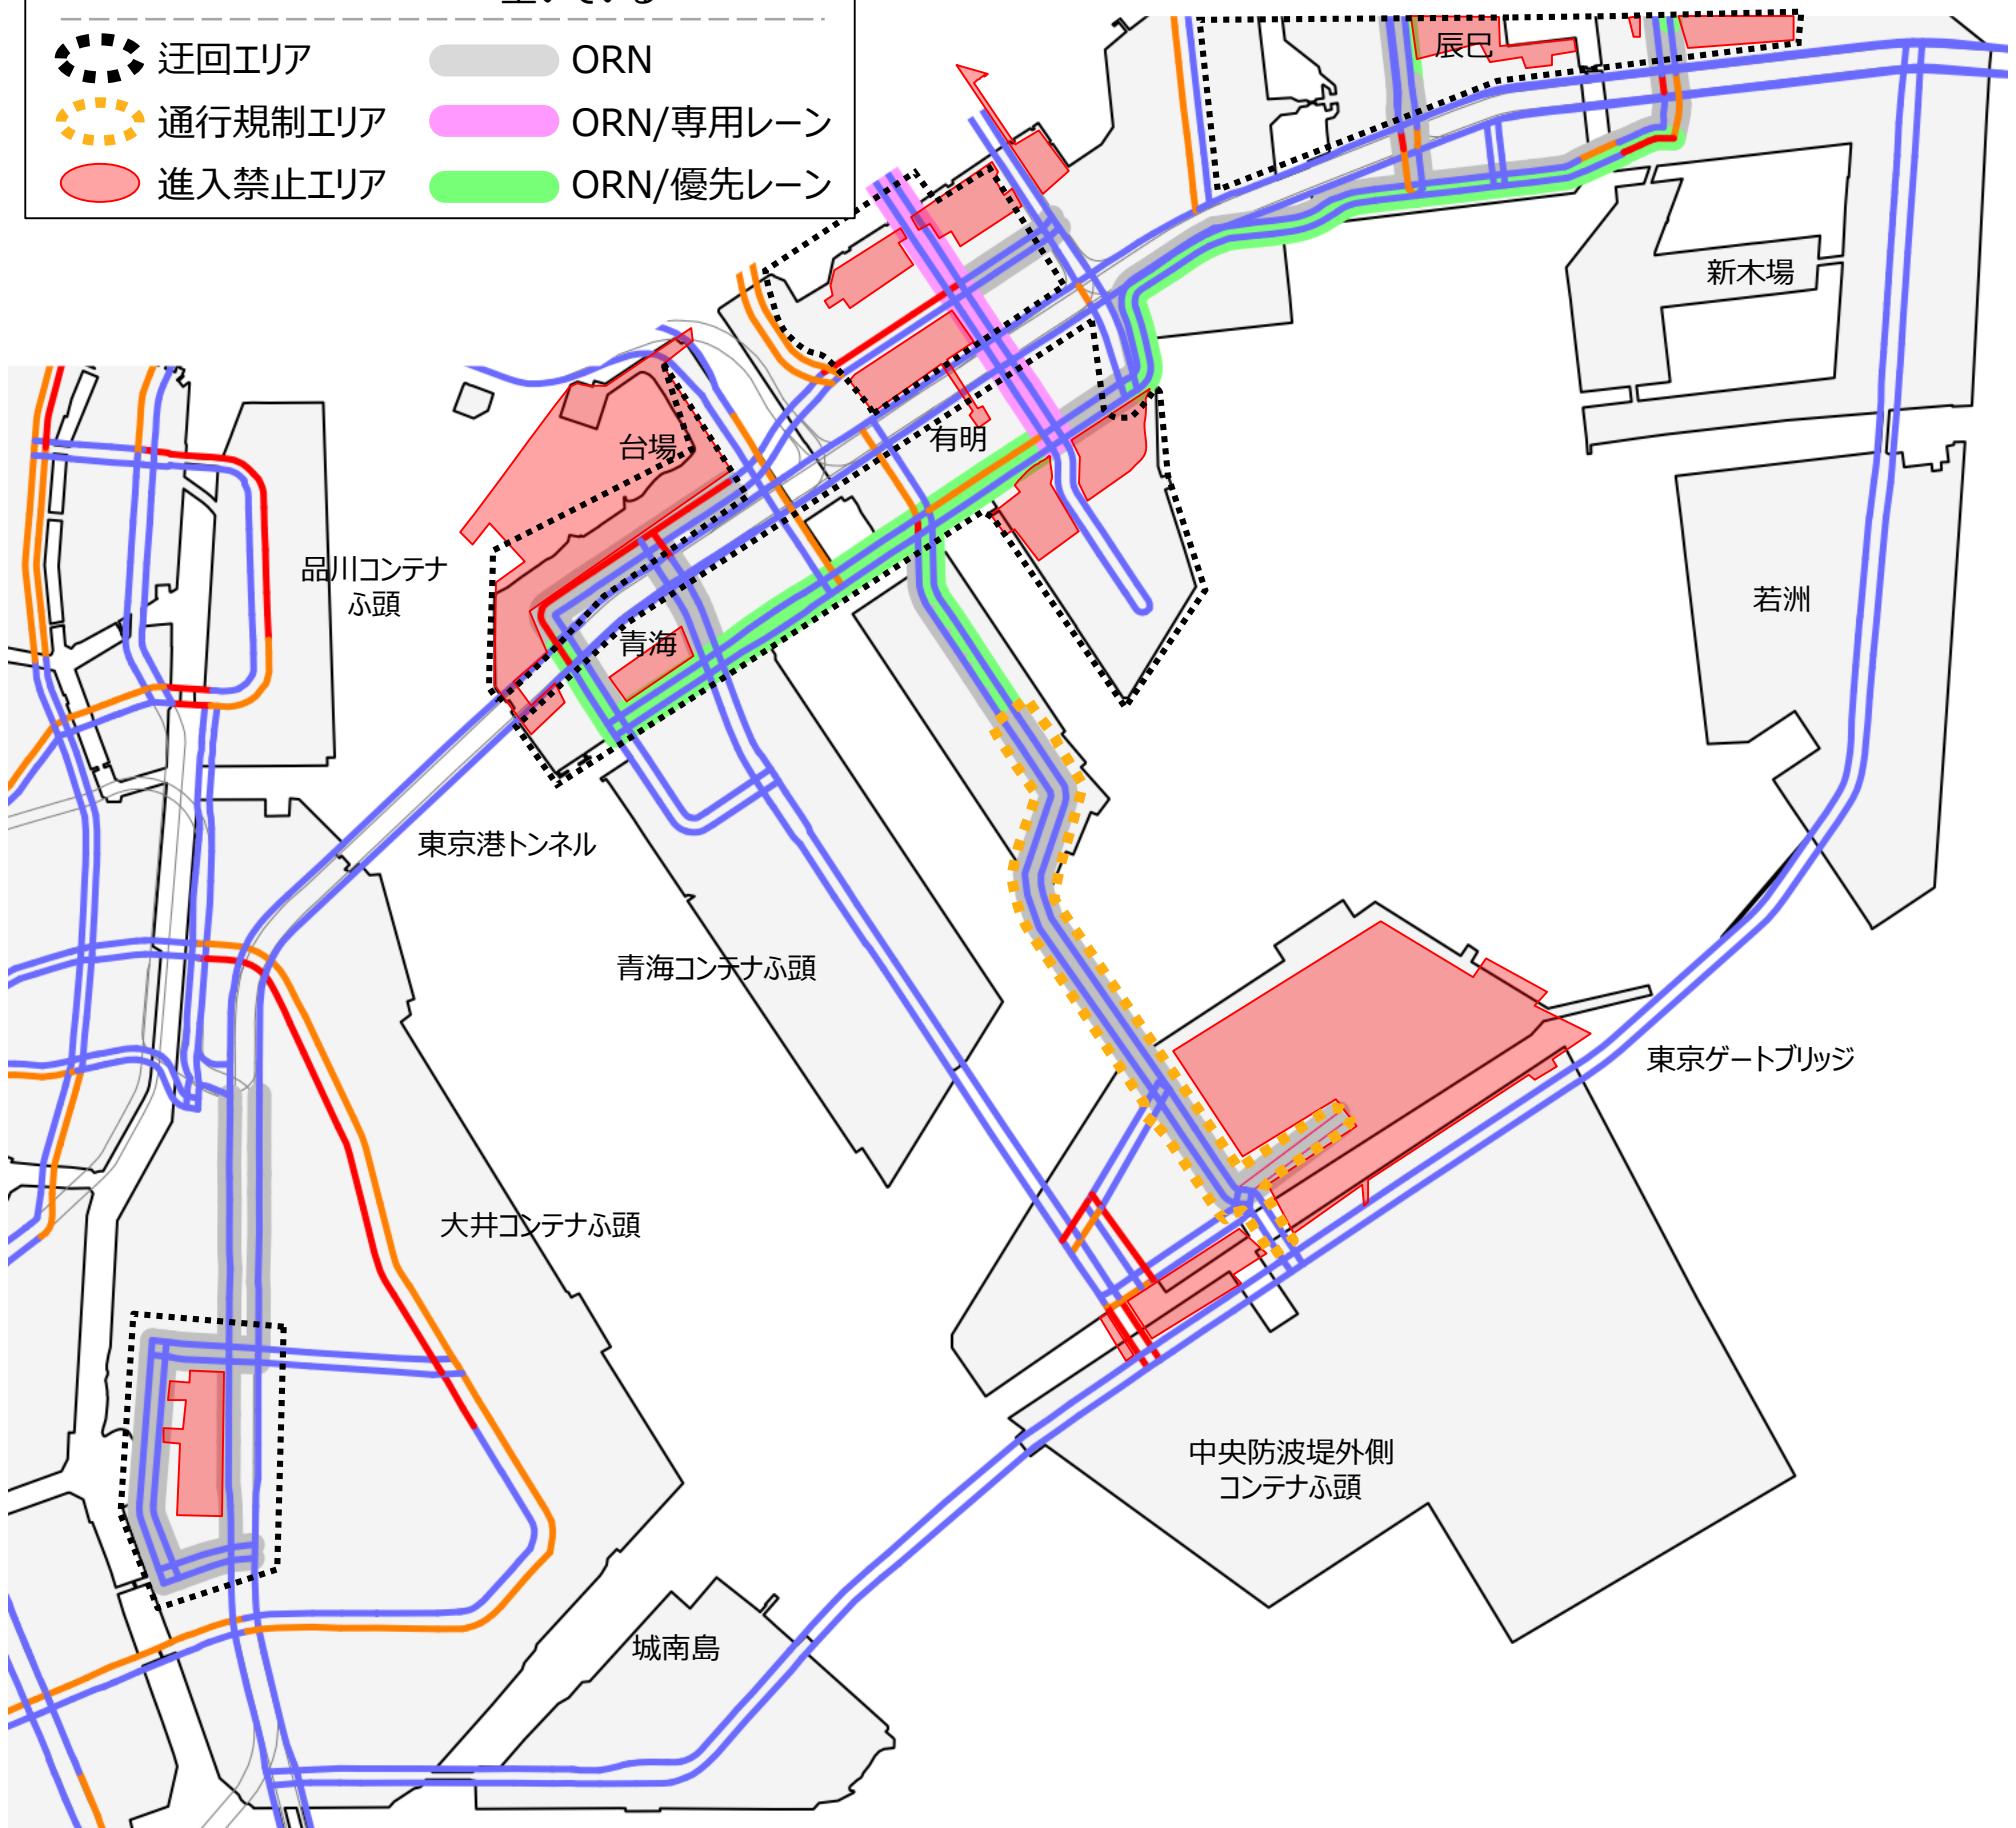 空いている
迂回エリア
ORN
通行規制エリア
ORN/専用レーン
進入禁止エリア
ORN/優先レーン
辰巳
新木場
台場
有明
品川コンテナ
ふ頭
青海
若洲
東京港トンネル
青海コンテナふ頭
東京ゲートブリッジ
大井コンテナふ頭
中央防波堤外側
コンテナふ頭
城南島